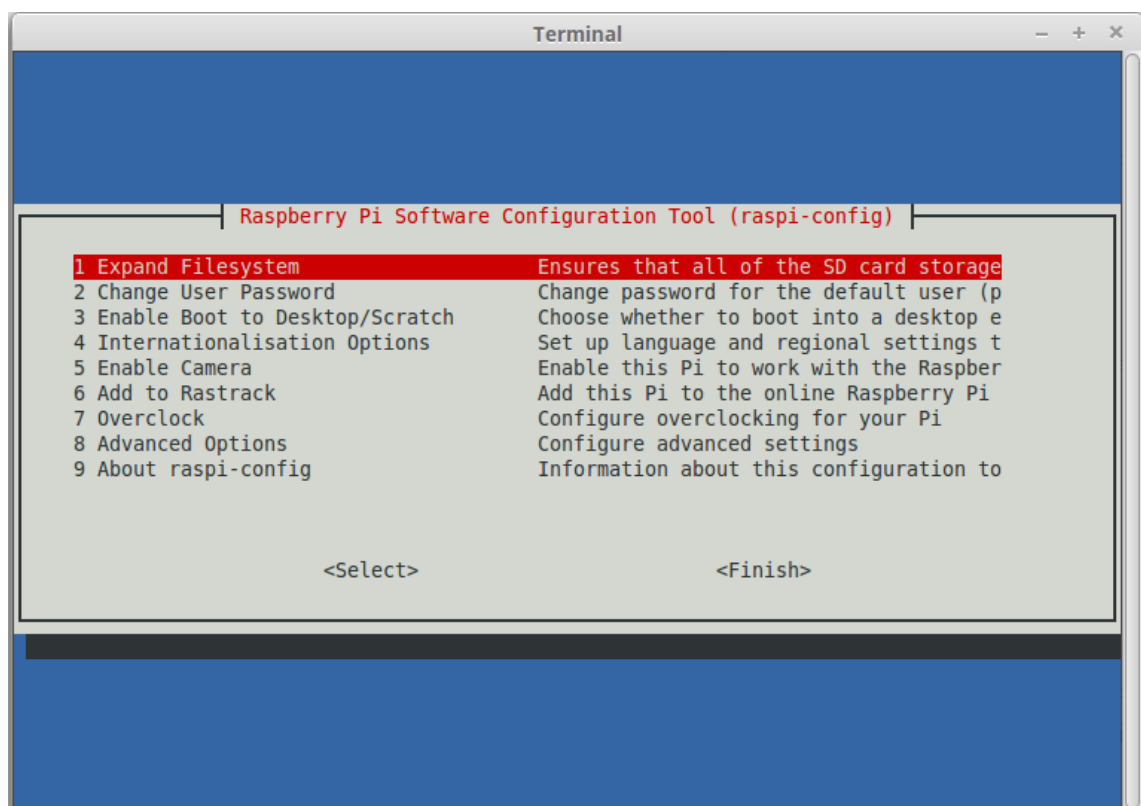 Terminal
Raspberry Pi Software Configuration Tool (raspi-config)
1 Expand Filesystem Ensures that all of the SD card storage
2 Change User Password Change password for the default user (p
3 Enable Boot to Desktop/Scratch Choose whether to boot into a desktop e
4 Internationalisation Options Set up language and regional settings t
5 Enable Camera Enable this Pi to work with the Raspber
6 Add to Rastrack Add this Pi to the online Raspberry Pi
7 Overclock Configure overclocking for your Pi
8 Advanced Options Configure advanced settings
9 About raspi-config Information about this configuration to
<Select> <Finish>